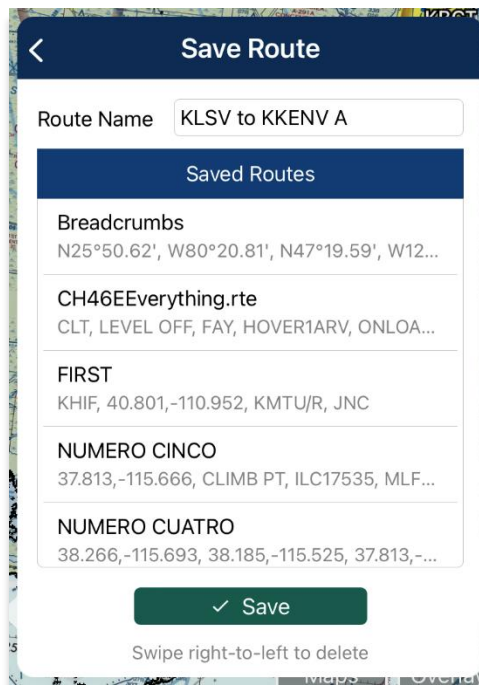 Save Route
Route Name KLSV to KKENV A
Saved Routes
Breadcrumbs
N25°50.62', W80°20.81', N47°19.59', W12...
CH46EEverything.rte
CLT, LEVEL OFF, FAY, HOVER1ARV, ONLOA...
FIRST
KHIF, 40.801,-110.952, KMTU/R, JNC
NUMERO CINCO
37.813,-115.666, CLIMB PT, ILC17535, MLF...
NUMERO CUATRO
38.266,-115.693, 38.185,-115.525, 37.813,-...
✓ Save
Swipe right-to-left to delete
Maps